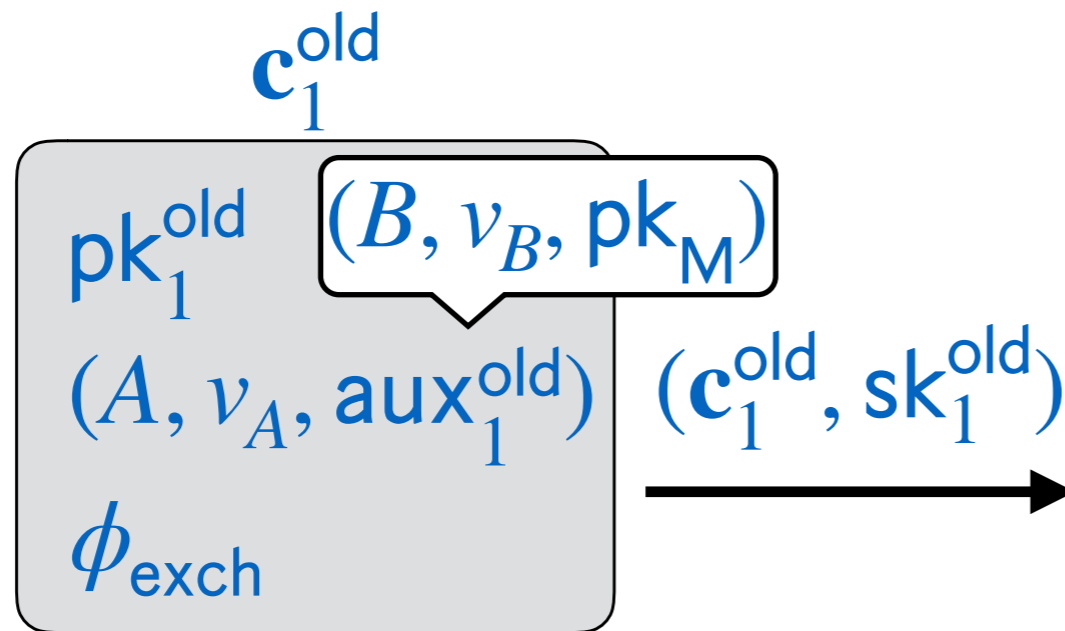 𝐜₁^old
pk₁^old
(B, v_B, pk_M)
(A, v_A, aux₁^old)
(𝐜₁^old, sk₁^old)
ϕ_exch